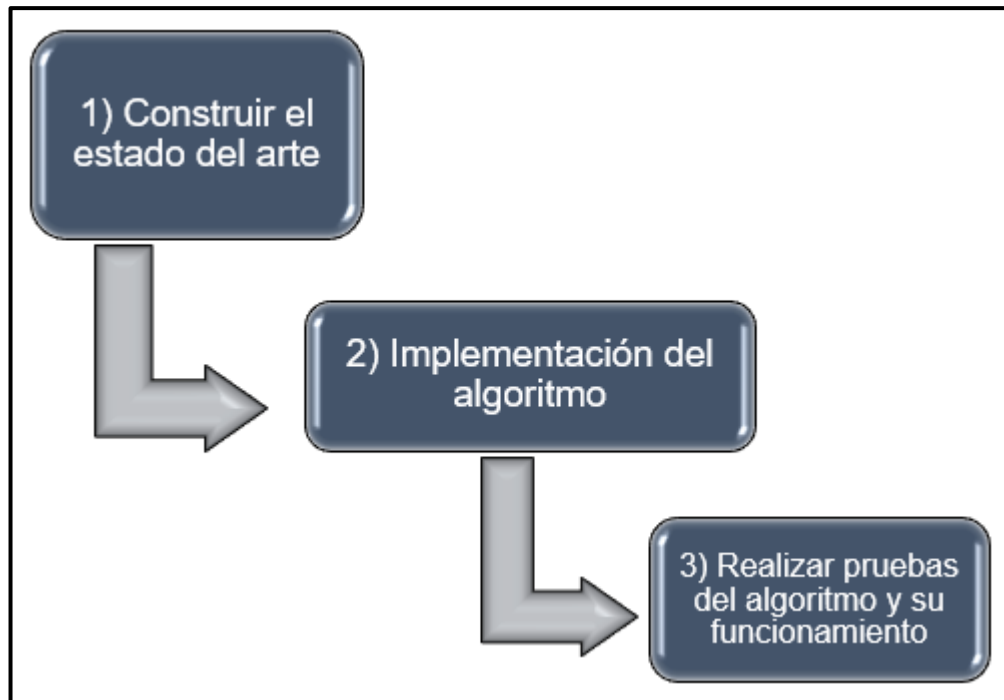 1) Construir el
estado del arte
2) Implementación del
algoritmo
3) Realizar pruebas
del algoritmo y su
funcionamiento